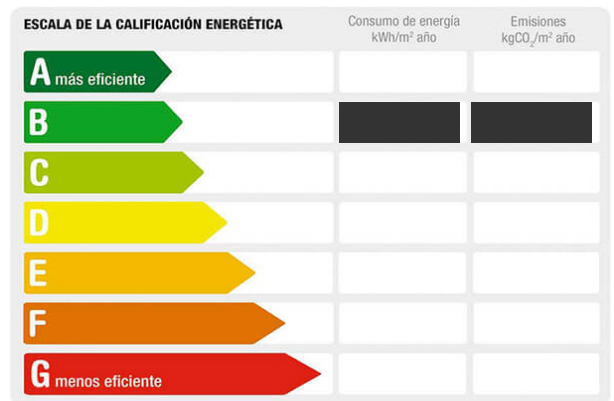 ESCALA DE LA CALIFICACIÓN ENERGÉTICA
Consumo de energía
kWh/m² año
Emisiones
kgCO₂/m² año
A más eficiente
B
C
D
E
F
G menos eficiente